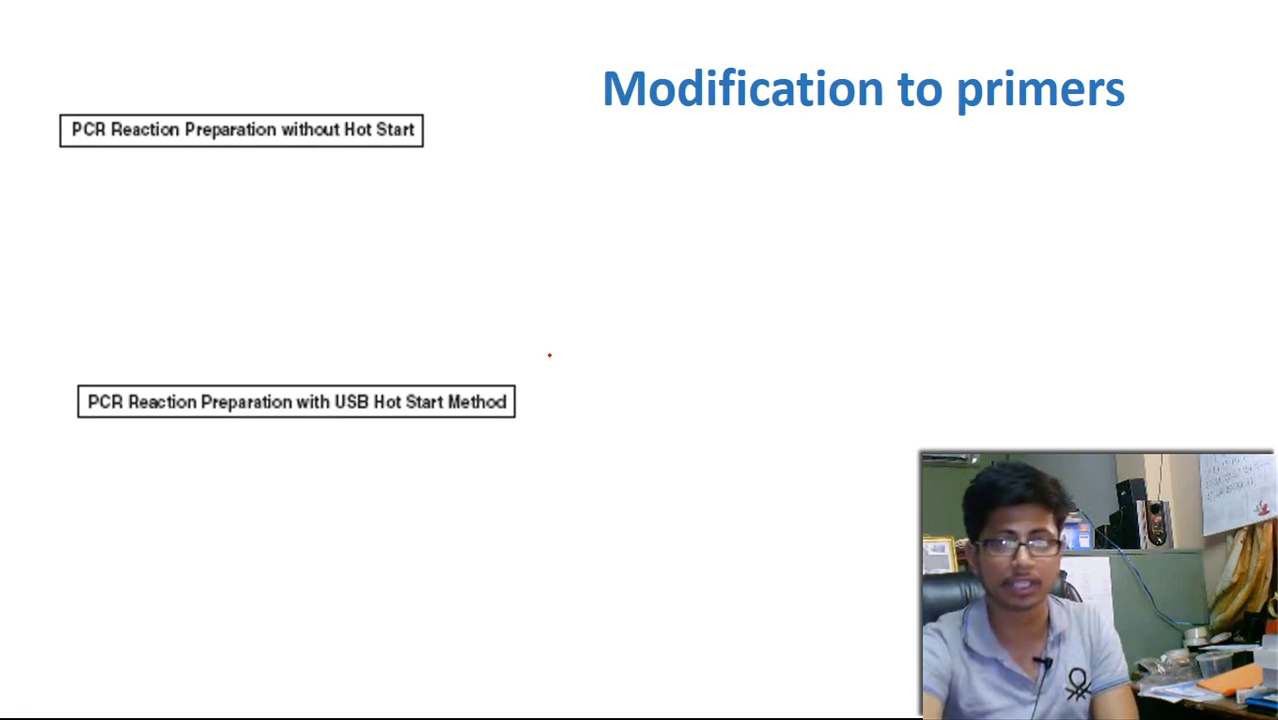 Modification to primers
PCR Reaction Preparation without Hot Start
PCR Reaction Preparation with USB Hot Start Method